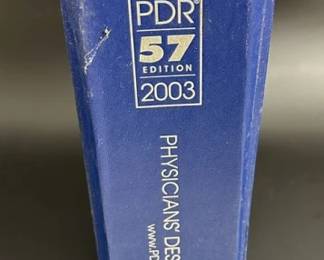 PDR®
57
EDITION
2003
PHYSICIANS' DES
www.PD